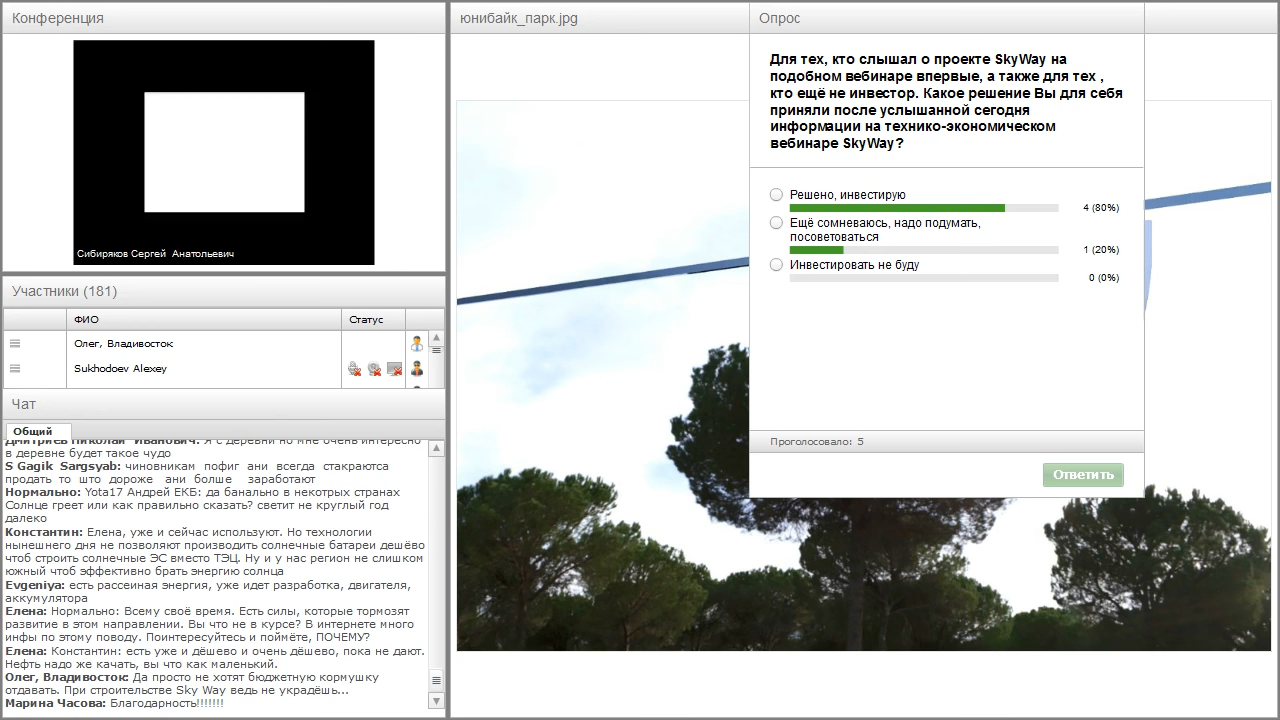 Конференция
Сибиряков Сергей Анатольевич
Участники (181)
ФИО
Статус
Олег, Владивосток
Sukhodoev Alexey
Чат
Общий
Дмитриев Николай Иванович: Я с деревни но мне очень интересно
в деревне будет такое чудо
S Gagik Sargsyab: чиновникам пофиг ани всегда стакраются
продать то што дороже ани болше заработают
Нормально: Yota17 Андрей ЕКБ: да банально в некотрых странах
Солнце греет или как правильно сказать? светит не круглый год
далеко
Константин: Елена, уже и сейчас используют. Но технологии
нынешнего дня не позволяют производить солнечные батареи дешёво
чтоб строить солненчные ЭС вместо ТЭЦ. Ну и у нас регион не слишком
южный чтоб эффективно брать энергию солнца
Evgeniya: есть рассеиная энергия, уже идет разработка, двигателя,
аккумулятора
Елена: Нормально: Всему своё время. Есть силы, которые тормозят
развитие в этом направлении. Вы что не в курсе? В интернете много
инфы по этому поводу. Поинтересуйтесь и поймёте, ПОЧЕМУ?
Елена: Константин: есть уже и дёшево и очень дёшево, пока не дают.
Нефть надо же качать, вы что как маленький.
Олег, Владивосток: Да просто не хотят бюджетную кормушку
отдавать. При строительстве Sky Way ведь не украдёшь...
Марина Часова: Благодарность!!!!!!!
юнибайк_парк.jpg
Опрос
Для тех, кто слышал о проекте SkyWay на
подобном вебинаре впервые, а также для тех ,
кто ещё не инвестор. Какое решение Вы для себя
приняли после услышанной сегодня
информации на технико-экономическом
вебинаре SkyWay?
Решено, инвестирую
4 (80%)
Ещё сомневаюсь, надо подумать,
посоветоваться
1 (20%)
Инвестировать не буду
0 (0%)
Проголосовало: 5
Ответить